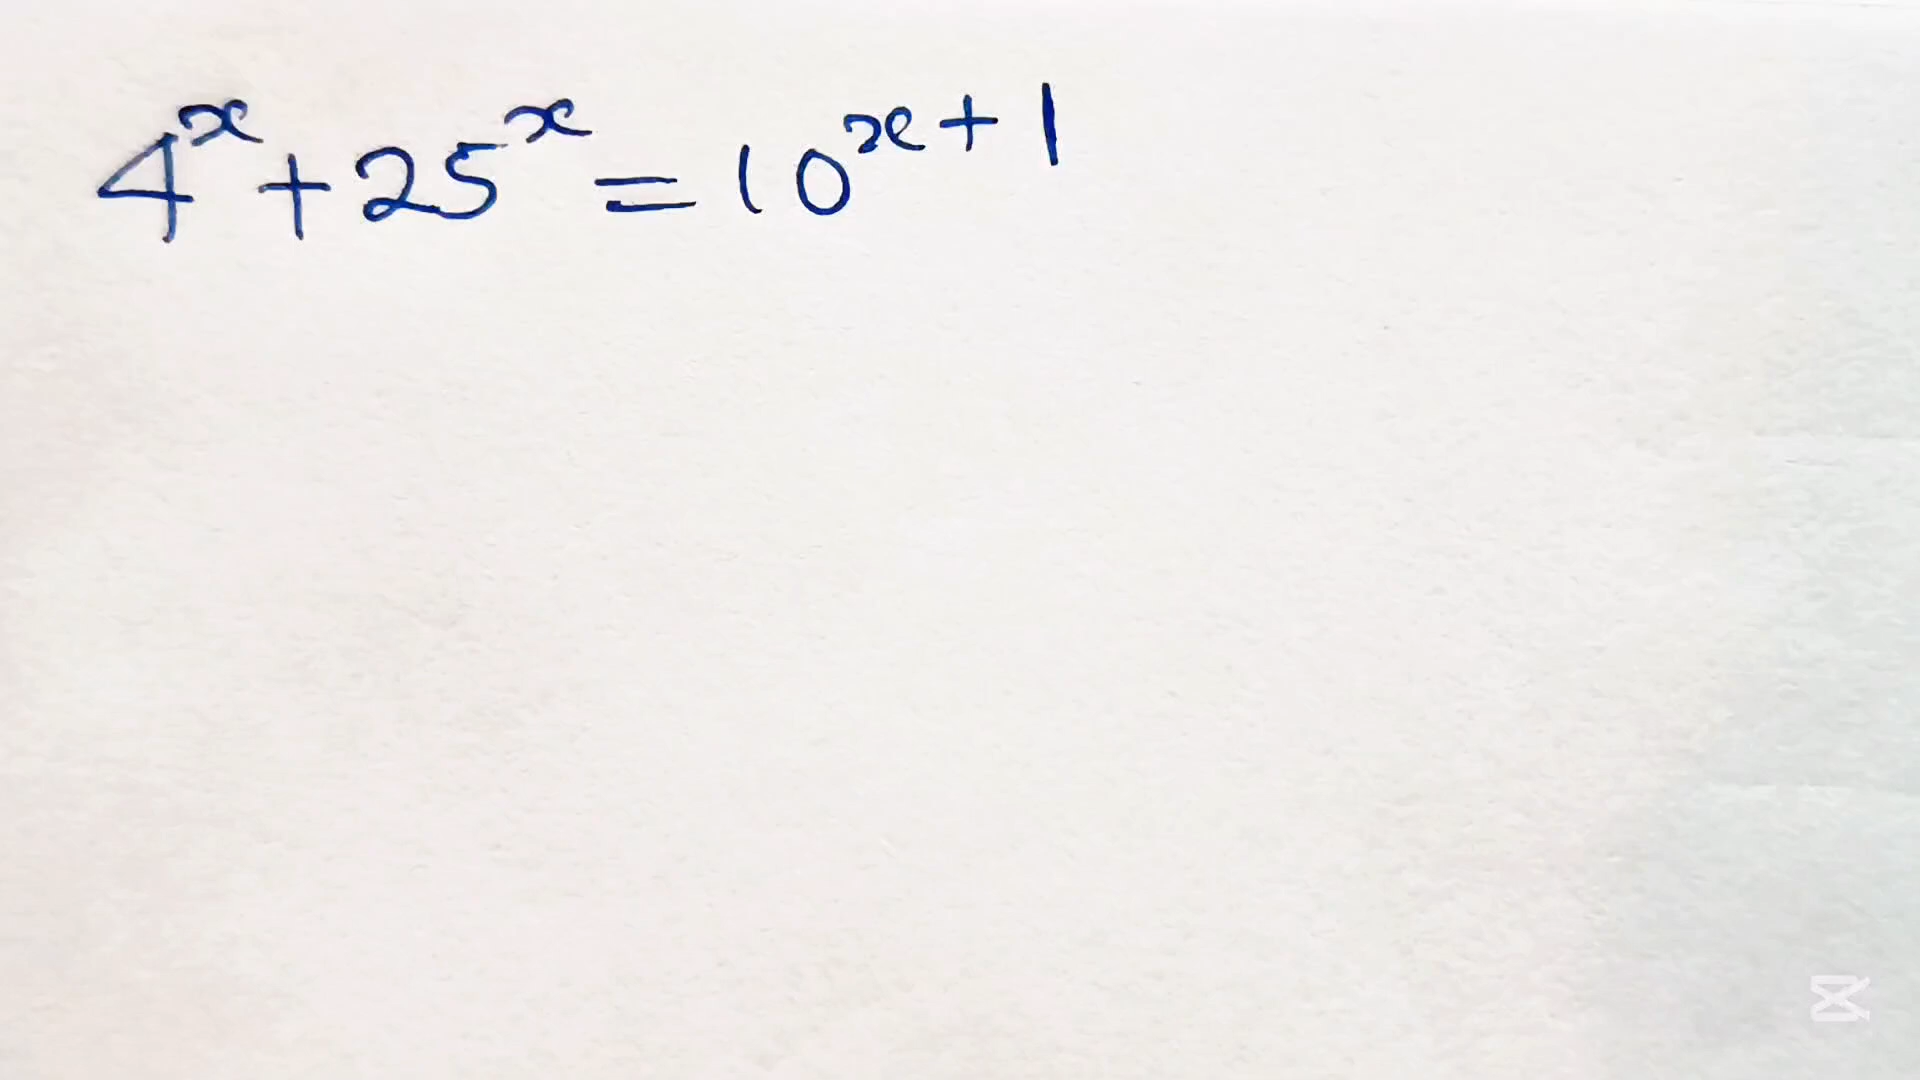 4^x + 25^x = 10^{x+1}